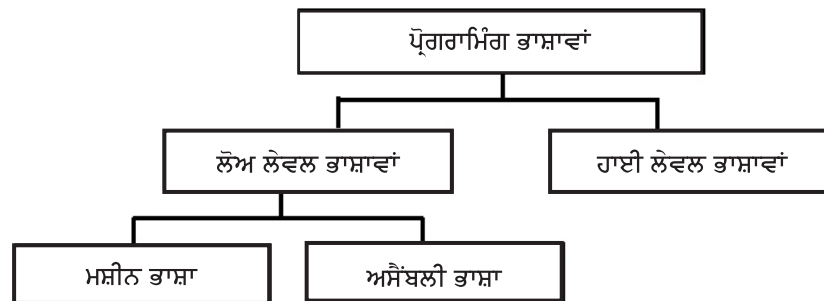 ਪ੍ਰੋਗਰਾਮਿੰਗ ਭਾਸ਼ਾਵਾਂ
ਲੋਅ ਲੇਵਲ ਭਾਸ਼ਾਵਾਂ
ਹਾਈ ਲੇਵਲ ਭਾਸ਼ਾਵਾਂ
ਮਸ਼ੀਨ ਭਾਸ਼ਾ
ਅਸੈਂਬਲੀ ਭਾਸ਼ਾ